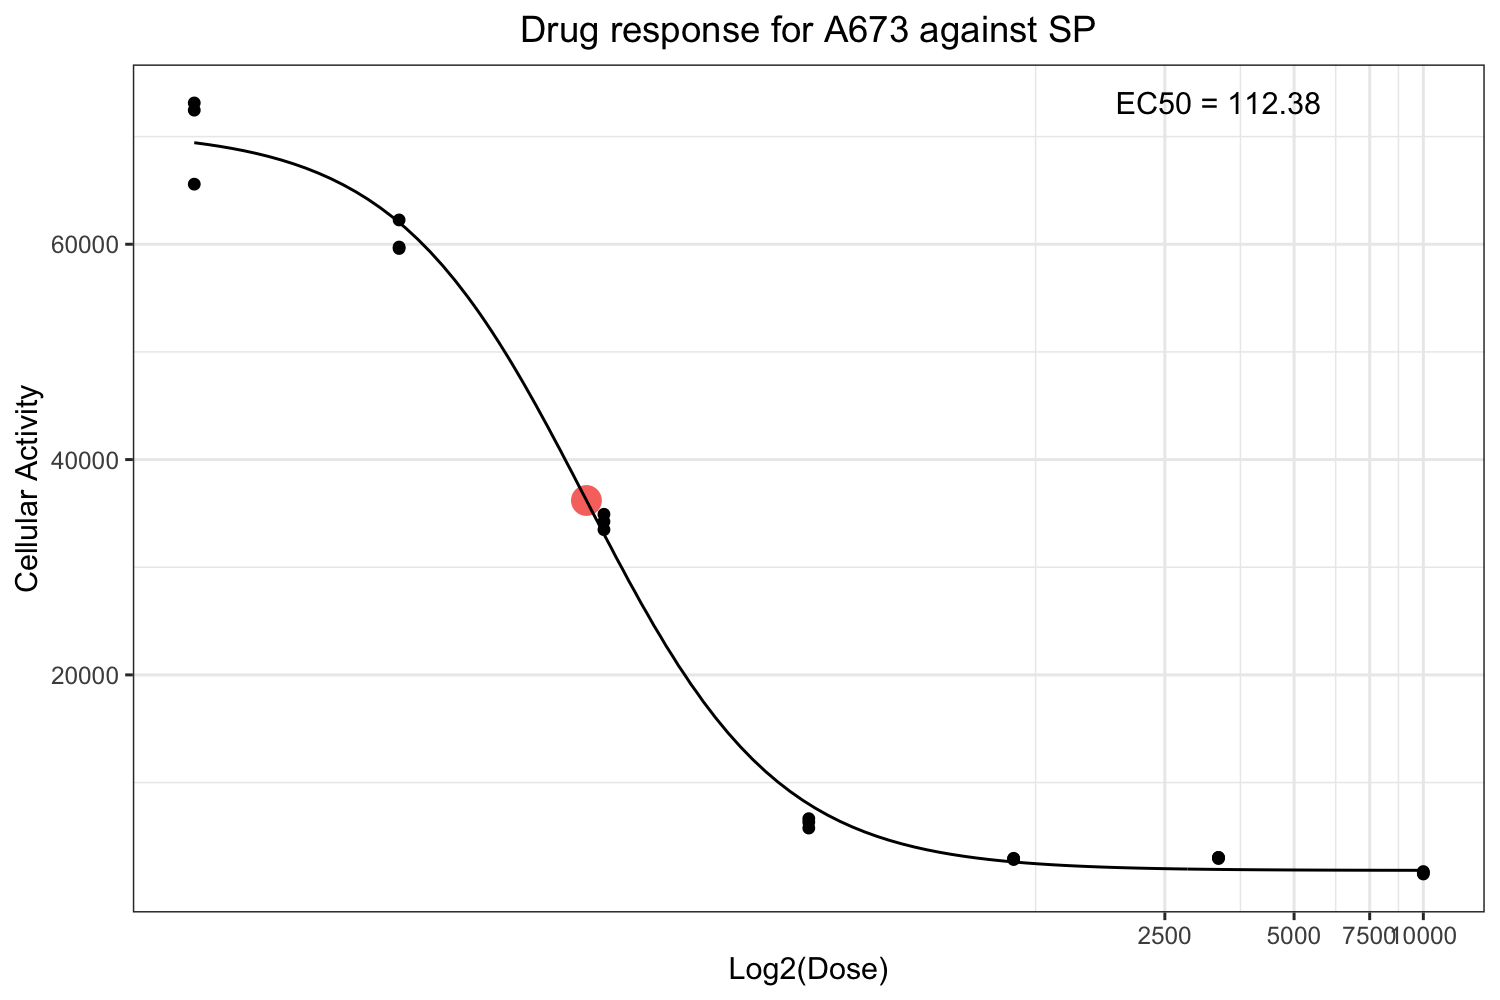 Drug response for A673 against SP
EC50 = 112.38
60000
40000
20000
Cellular Activity
2500 5000 7500 10000
Log2(Dose)